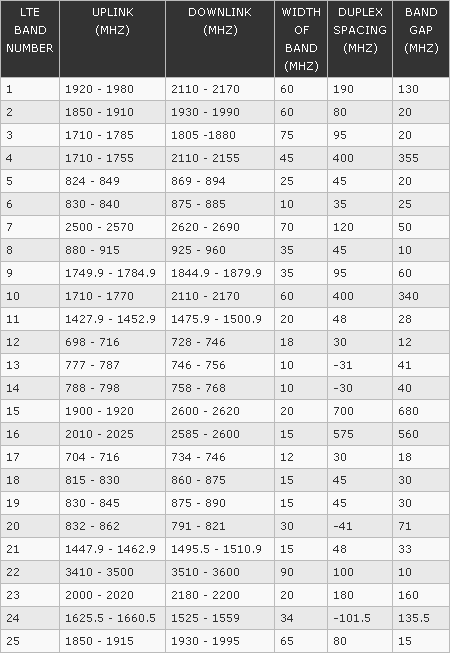 LTE BAND NUMBER UPLINK (MHZ) DOWNLINK (MHZ) WIDTH OF BAND (MHZ) DUPLEX SPACING (MHZ) BAND GAP (MHZ)
1 1920 - 1980 2110 - 2170 60 190 130
2 1850 - 1910 1930 - 1990 60 80 20
3 1710 - 1785 1805 -1880 75 95 20
4 1710 - 1755 2110 - 2155 45 400 355
5 824 - 849 869 - 894 25 45 20
6 830 - 840 875 - 885 10 35 25
7 2500 - 2570 2620 - 2690 70 120 50
8 880 - 915 925 - 960 35 45 10
9 1749.9 - 1784.9 1844.9 - 1879.9 35 95 60
10 1710 - 1770 2110 - 2170 60 400 340
11 1427.9 - 1452.9 1475.9 - 1500.9 20 48 28
12 698 - 716 728 - 746 18 30 12
13 777 - 787 746 - 756 10 -31 41
14 788 - 798 758 - 768 10 -30 40
15 1900 - 1920 2600 - 2620 20 700 680
16 2010 - 2025 2585 - 2600 15 575 560
17 704 - 716 734 - 746 12 30 18
18 815 - 830 860 - 875 15 45 30
19 830 - 845 875 - 890 15 45 30
20 832 - 862 791 - 821 30 -41 71
21 1447.9 - 1462.9 1495.5 - 1510.9 15 48 33
22 3410 - 3500 3510 - 3600 90 100 10
23 2000 - 2020 2180 - 2200 20 180 160
24 1625.5 - 1660.5 1525 - 1559 34 -101.5 135.5
25 1850 - 1915 1930 - 1995 65 80 15